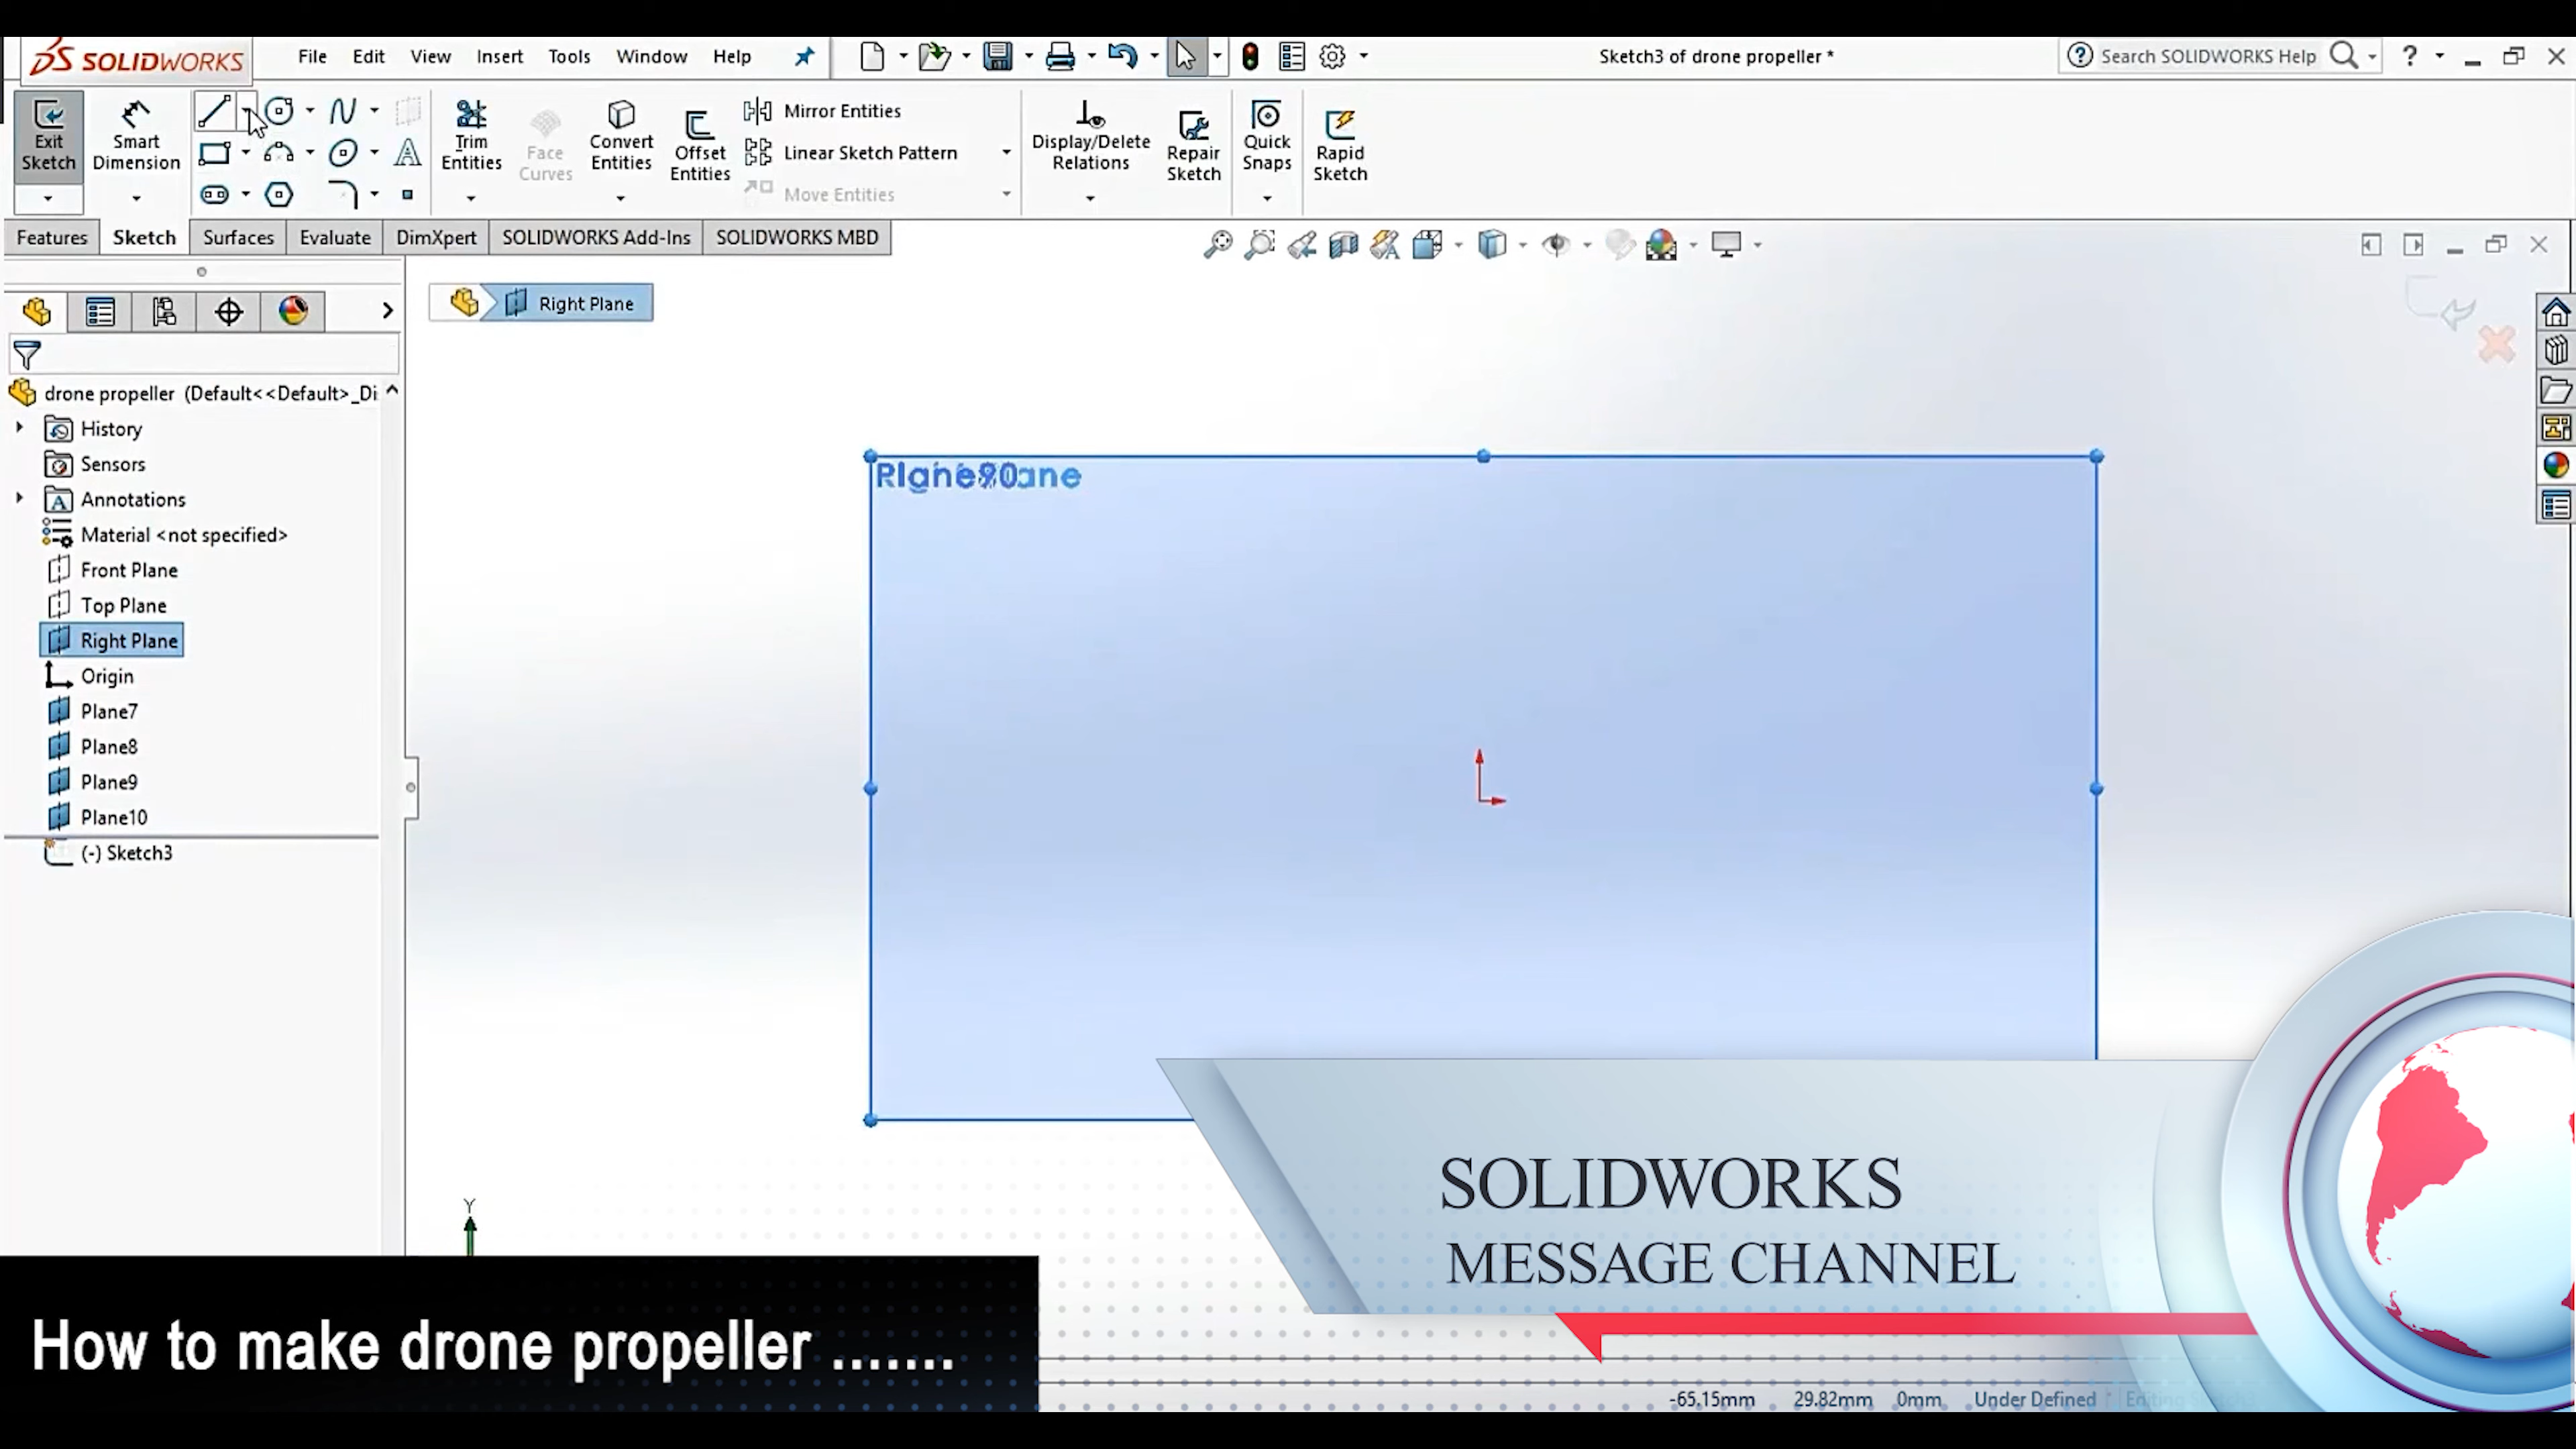 SOLIDWORKS File Edit View Insert Tools Window Help Sketch3 of drone propeller * Search SOLIDWORKS Help ?
Exit Sketch
Smart Dimension
Trim Entities
Face Curves
Convert Entities
Offset Entities
Mirror Entities
Linear Sketch Pattern
Move Entities
Display/Delete Relations
Repair Sketch
Quick Snaps
Rapid Sketch
Features Sketch Surfaces Evaluate DimXpert SOLIDWORKS Add-Ins SOLIDWORKS MBD
Right Plane
drone propeller (Default<<Default>_Di
History
Sensors
Annotations
Material <not specified>
Front Plane
Top Plane
Right Plane
Origin
Plane7
Plane8
Plane9
Plane10
(-) Sketch3
Y
SOLIDWORKS
MESSAGE CHANNEL
How to make drone propeller .......
-65.15mm 29.82mm 0mm Under Defined